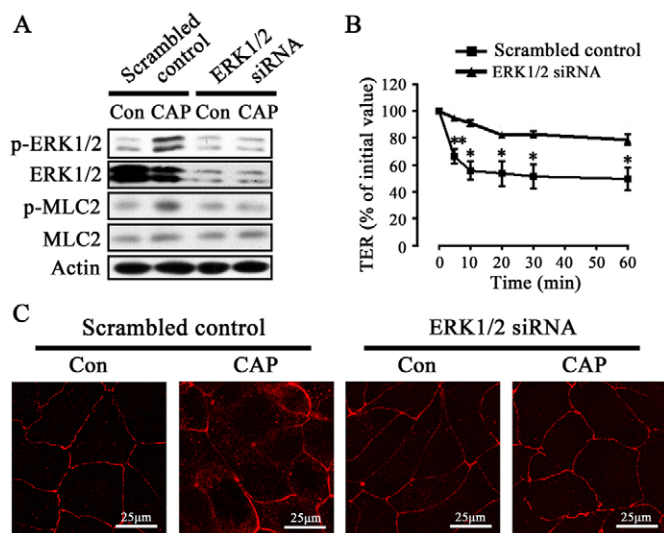 A
Scrambled control
ERK1/2 siRNA
Con CAP Con CAP
p-ERK1/2
ERK1/2
p-MLC2
MLC2
Actin
B
Scrambled control
ERK1/2 siRNA
TER (% of initial value)
120
100
80
60
40
20
0
**
*
*
*
*
0 10 20 30 40 50 60
Time (min)
C
Scrambled control
ERK1/2 siRNA
Con CAP Con CAP
25μm 25μm 25μm 25μm